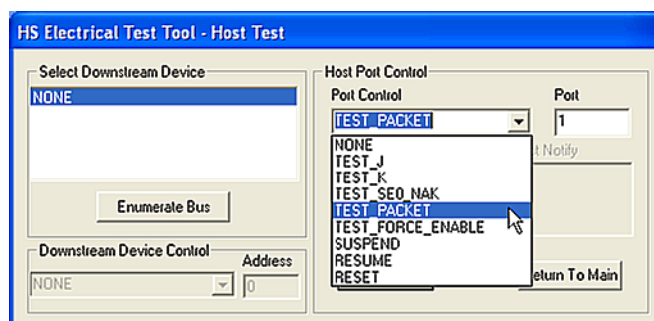 HS Electrical Test Tool - Host Test
Select Downstream Device
NONE
Enumerate Bus
Downstream Device Control
Address
NONE
0
Host Port Control
Port Control
Port
TEST_PACKET
1
NONE
TEST_J
TEST_K
TEST_SE0_NAK
TEST_PACKET
TEST_FORCE_ENABLE
SUSPEND
RESUME
RESET
Notify
To Main